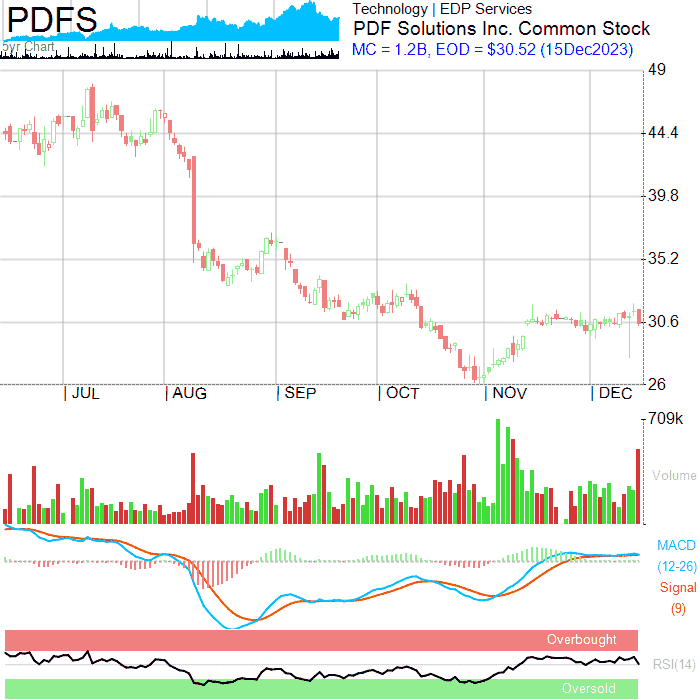 PDFS
5yr Chart
Technology | EDP Services
PDF Solutions Inc. Common Stock
MC = 1.2B, EOD = $30.52 (15Dec2023)
49
44.4
39.8
35.2
30.6
26
JUL AUG SEP OCT NOV DEC
709k
Volume
MACD
(12-26)
Signal
(9)
Overbought
RSI(14)
Oversold